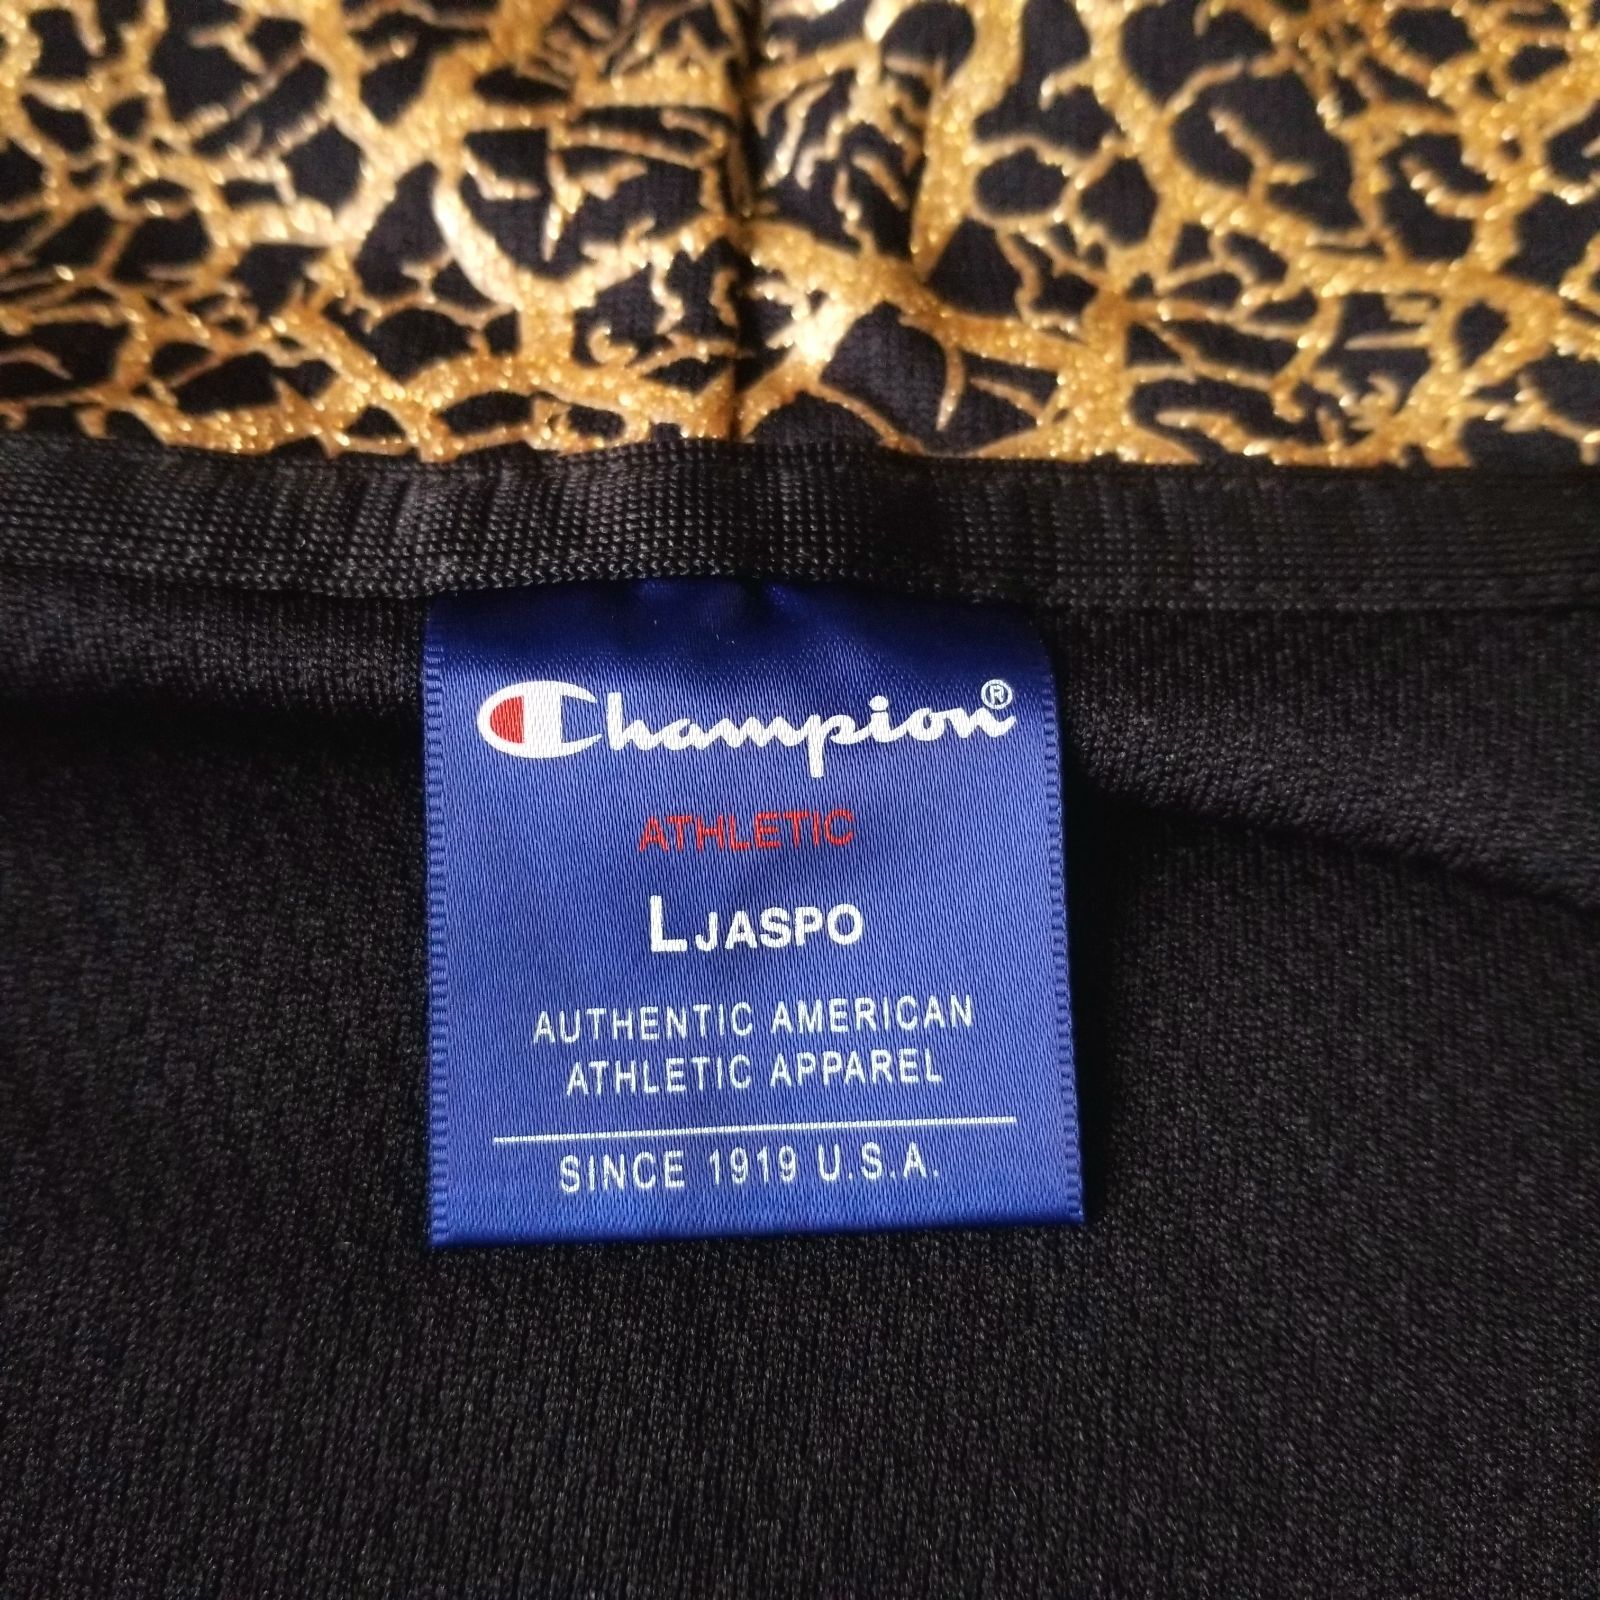 Champion®
ATHLETIC
L JASPO
AUTHENTIC AMERICAN
ATHLETIC APPAREL
SINCE 1919 U.S.A.